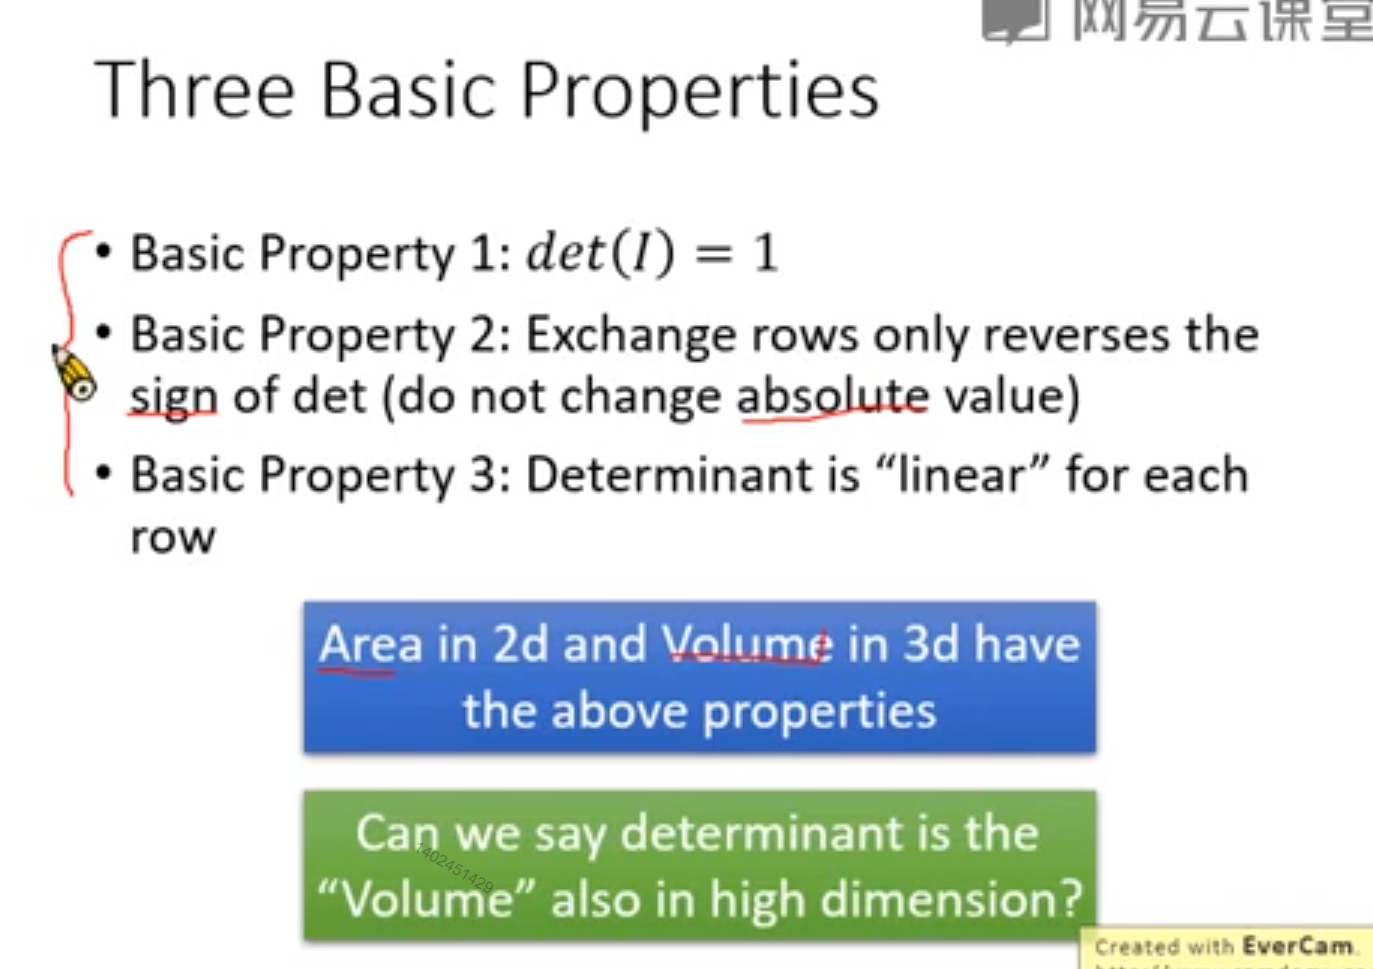 网易云课堂
Three Basic Properties
• Basic Property 1: det(I) = 1
• Basic Property 2: Exchange rows only reverses the
sign of det (do not change absolute value)
• Basic Property 3: Determinant is “linear” for each
row
Area in 2d and Volume in 3d have
the above properties
Can we say determinant is the
“Volume” also in high dimension?
1402451429
Created with EverCam.